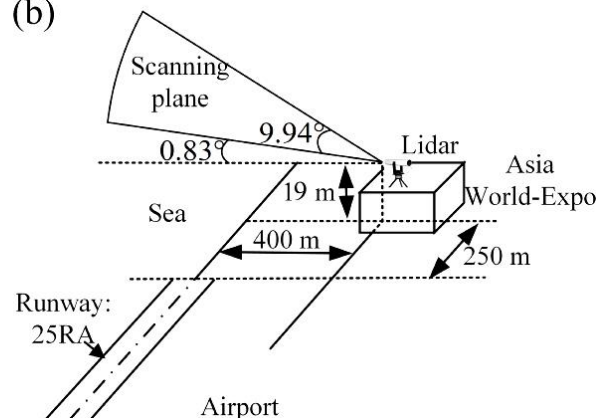 (b)
Scanning
plane
9.94°
0.83°
Lidar
Asia
World-Expo
19 m
Sea
400 m
250 m
Runway:
25RA
Airport